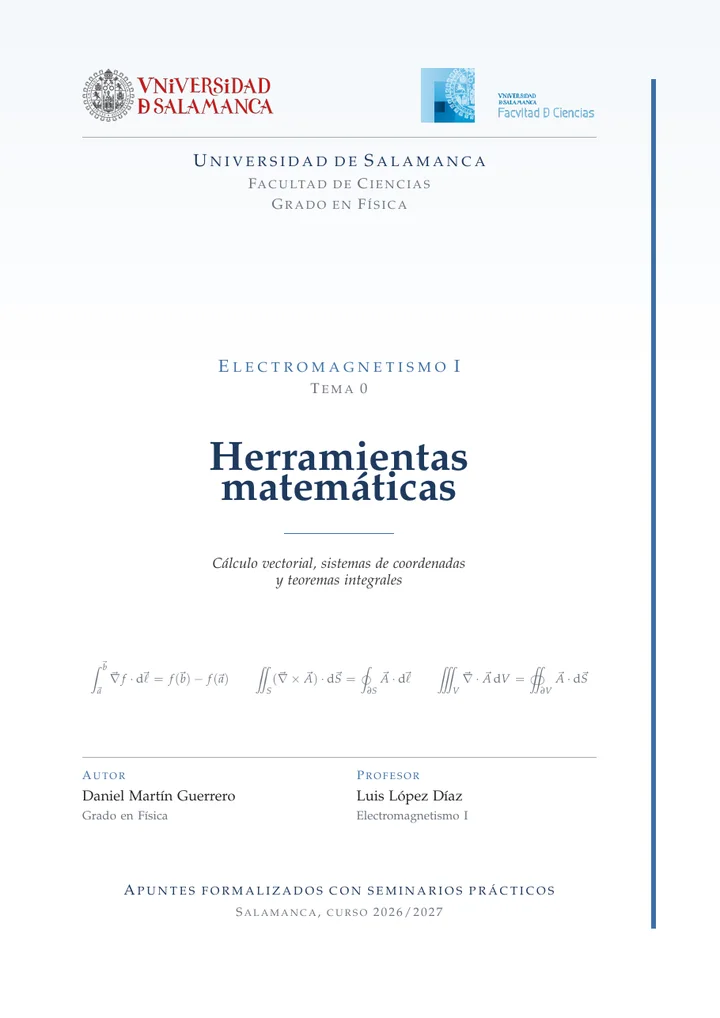 VNiVERSiDAD
Ð SALAMANCA
VNiVERSiDAD
Ð SALAMANCA
Facvltad Ð Ciencias
UNIVERSIDAD DE SALAMANCA
FACULTAD DE CIENCIAS
GRADO EN FÍSICA
ELECTROMAGNETISMO I
TEMA 0
Herramientas
matemáticas
Cálculo vectorial, sistemas de coordenadas
y teoremas integrales
∫_a⃗^b⃗ ∇⃗f · dℓ⃗ = f(b⃗) − f(a⃗) ∬_S (∇⃗ × A⃗) · dS⃗ = ∮_∂S A⃗ · dℓ⃗ ∭_V ∇⃗ · A⃗ dV = ∯_∂V A⃗ · dS⃗
AUTOR PROFESOR
Daniel Martín Guerrero Luis López Díaz
Grado en Física Electromagnetismo I
APUNTES FORMALIZADOS CON SEMINARIOS PRÁCTICOS
SALAMANCA, CURSO 2026/2027